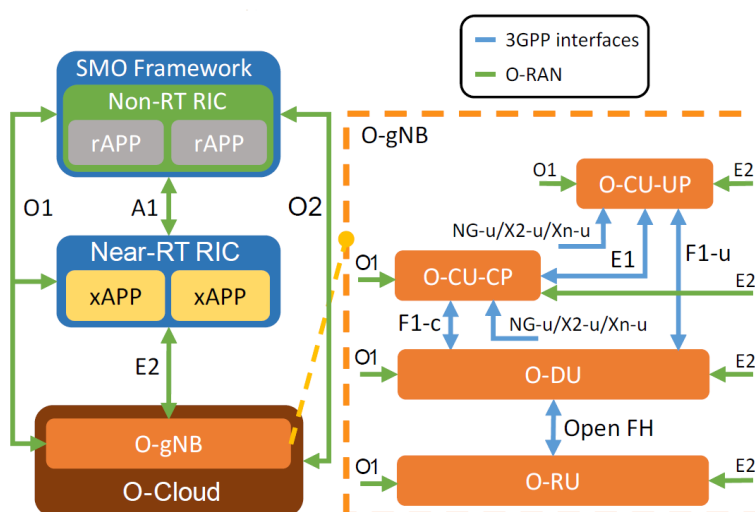 3GPP interfaces
O-RAN
SMO Framework
Non-RT RIC
rAPP rAPP
O1
A1
O2
Near-RT RIC
xAPP xAPP
E2
O-gNB
O-Cloud
O-gNB
O1
O-CU-UP
E2
NG-u/X2-u/Xn-u
E1
F1-u
O1
O-CU-CP
E2
F1-c
NG-u/X2-u/Xn-u
O1
O-DU
E2
Open FH
O1
O-RU
E2